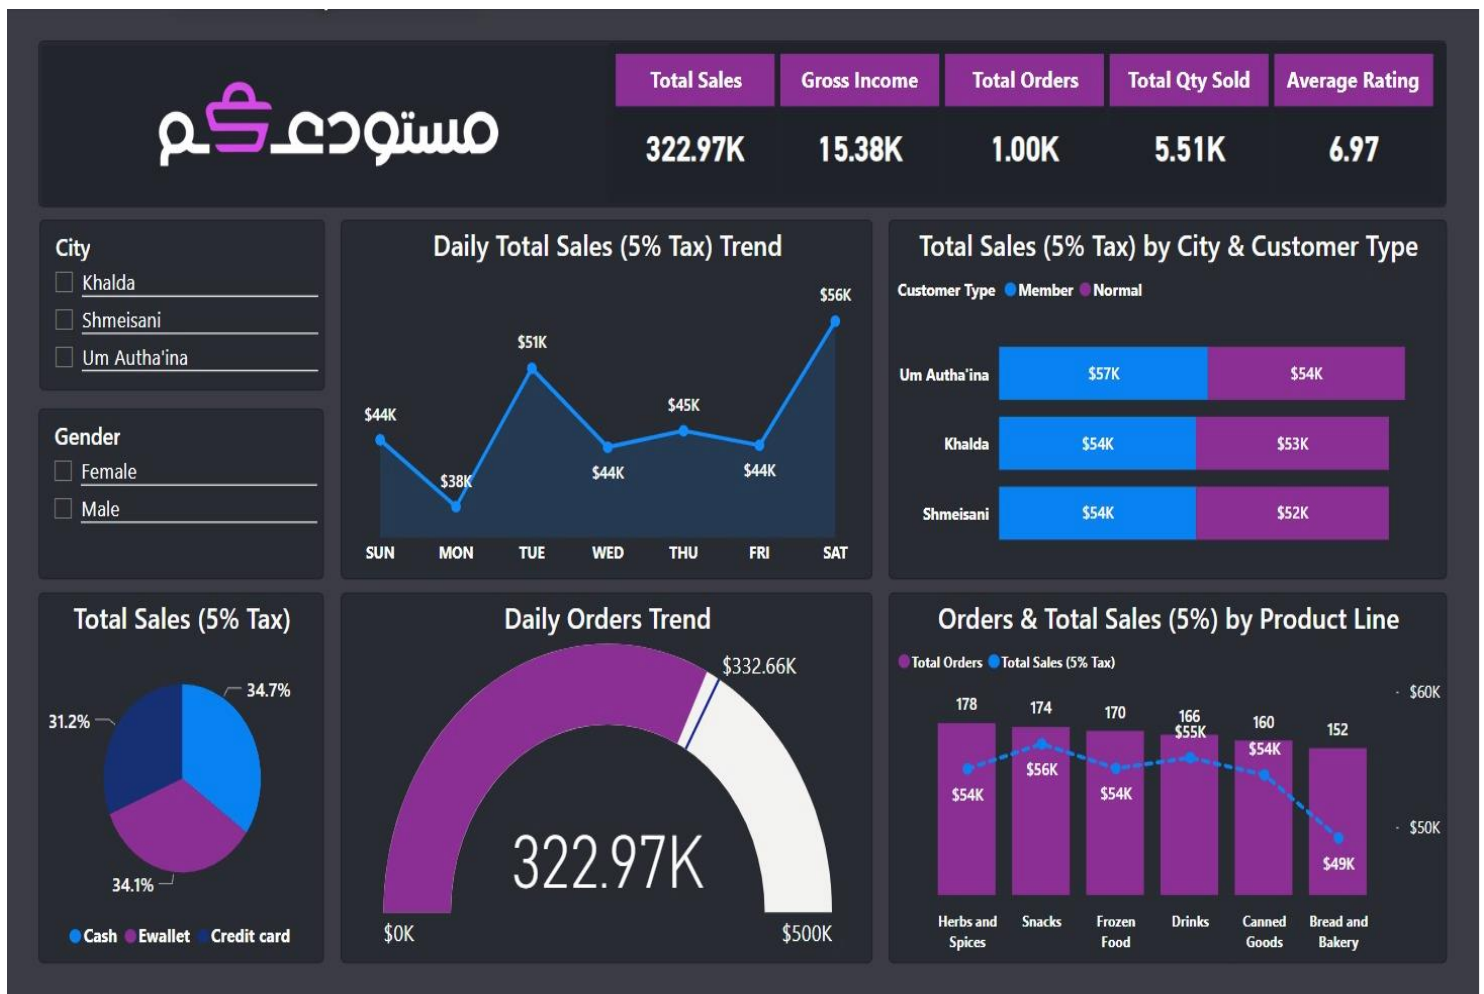 مستودعكم
Total Sales
322.97K
Gross Income
15.38K
Total Orders
1.00K
Total Qty Sold
5.51K
Average Rating
6.97
City
Khalda
Shmeisani
Um Autha'ina
Gender
Female
Male
Daily Total Sales (5% Tax) Trend
$44K
$38K
$51K
$44K
$45K
$44K
$56K
SUN MON TUE WED THU FRI SAT
Total Sales (5% Tax) by City & Customer Type
Customer Type Member Normal
Um Autha'ina $57K $54K
Khalda $54K $53K
Shmeisani $54K $52K
Total Sales (5% Tax)
34.7%
31.2%
34.1%
Cash Ewallet Credit card
Daily Orders Trend
$332.66K
322.97K
$0K $500K
Orders & Total Sales (5%) by Product Line
Total Orders Total Sales (5% Tax)
$60K
178 174 170 166 160 152
$54K $56K $54K $55K $54K $49K
$50K
Herbs and Spices
Snacks
Frozen Food
Drinks
Canned Goods
Bread and Bakery